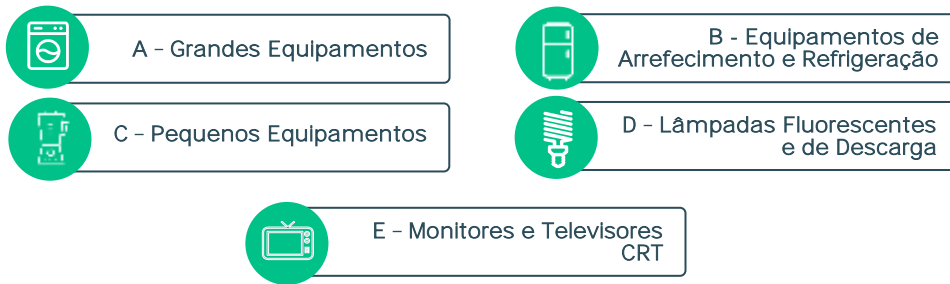 A - Grandes Equipamentos
B - Equipamentos de
Arrefecimento e Refrigeração
C - Pequenos Equipamentos
D - Lâmpadas Fluorescentes
e de Descarga
E - Monitores e Televisores
CRT